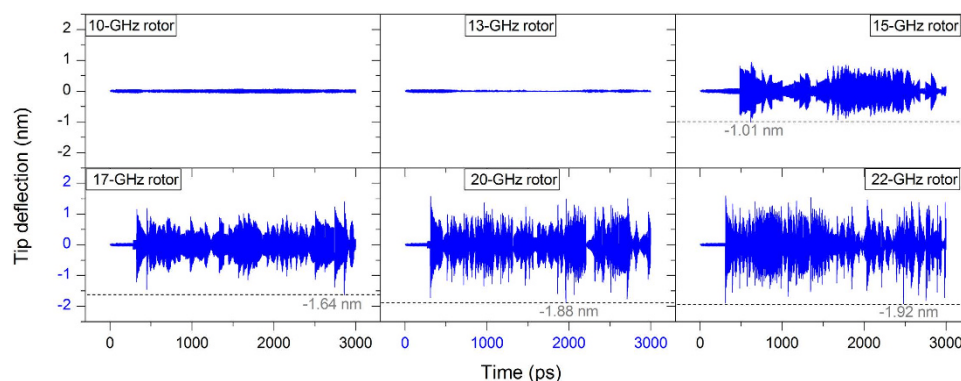 10-GHz rotor
13-GHz rotor
15-GHz rotor
2
1
0
-1
-2
-1.01 nm
Tip deflection (nm)
17-GHz rotor
20-GHz rotor
22-GHz rotor
2
1
0
-1
-2
-1.64 nm
-1.88 nm
-1.92 nm
0 1000 2000 3000 0 1000 2000 3000 0 1000 2000 3000
Time (ps)